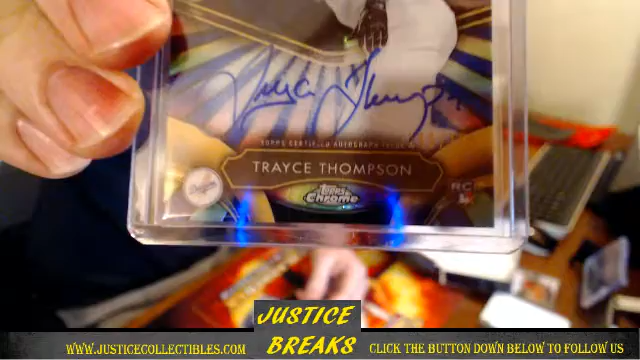 TOPPS CERTIFIED AUTOGRAPH ISSUE
TRAYCE THOMPSON
Dodgers
Topps
Chrome
RC
JUSTICE
BREAKS
WWW.JUSTICECOLLECTIBLES.COM
CLICK THE BUTTON DOWN BELOW TO FOLLOW US